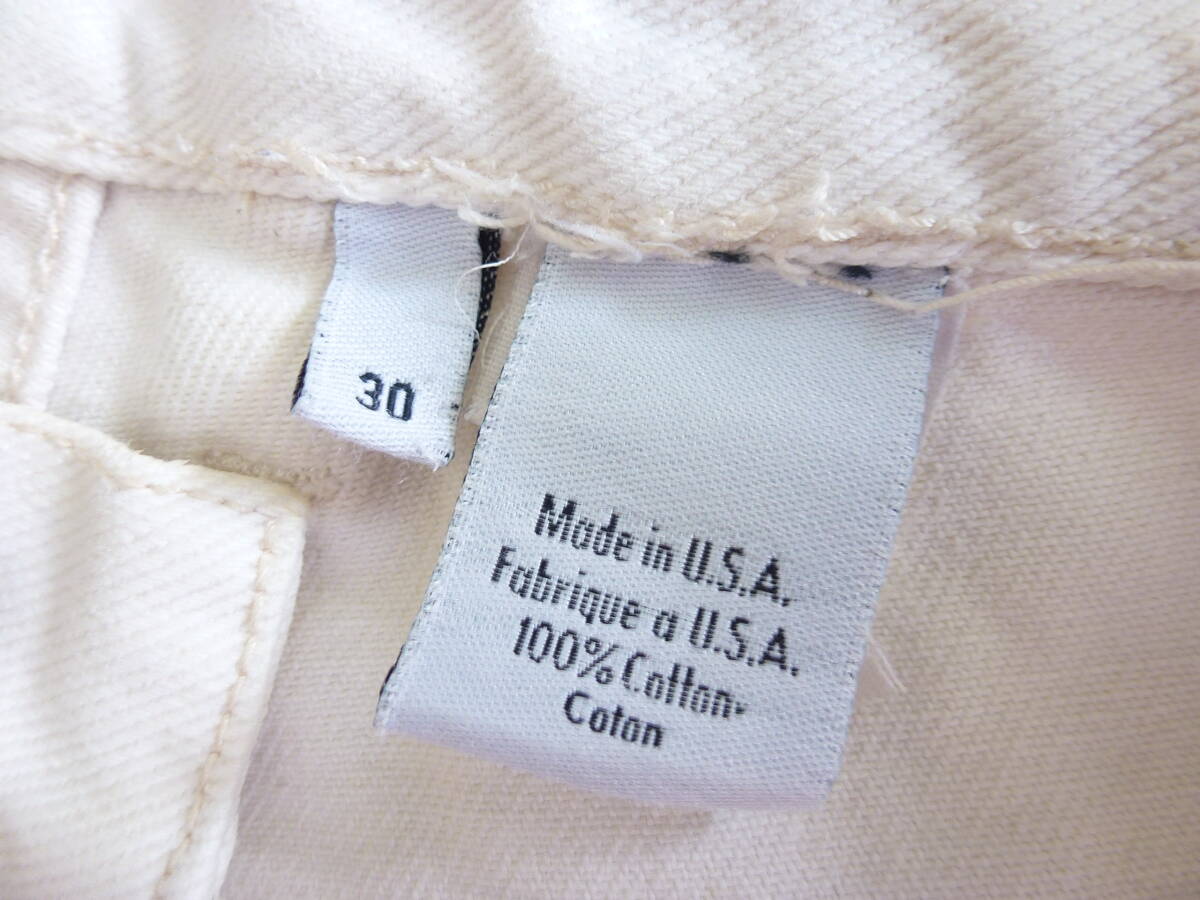 30
Made in U.S.A.
Fabrique a U.S.A.
100% Cotton-
Coton